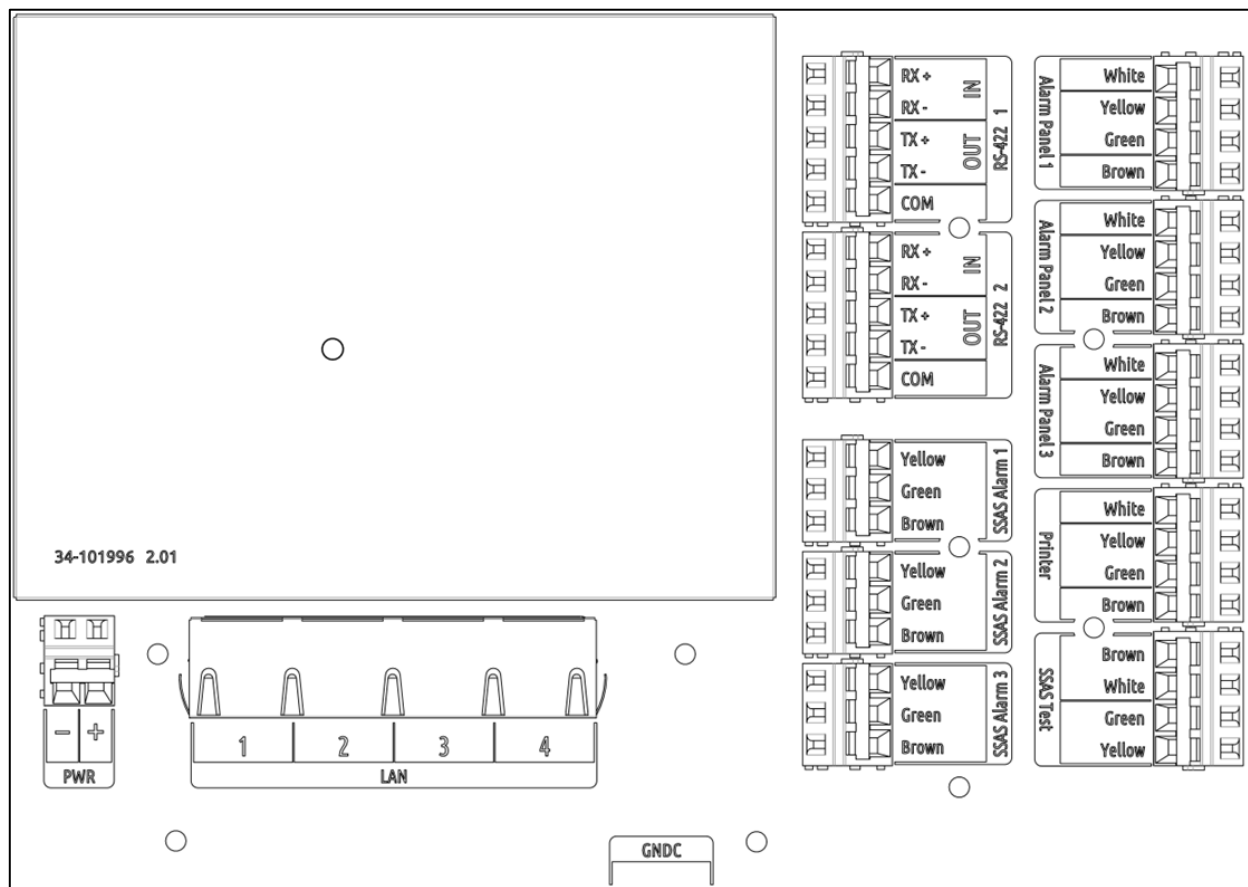 RX +
RX -
IN
TX +
TX -
OUT
COM
RS-422 1
RX +
RX -
IN
TX +
TX -
OUT
COM
RS-422 2
Yellow
Green
Brown
SSAS Alarm 1
Yellow
Green
Brown
SSAS Alarm 2
Yellow
Green
Brown
SSAS Alarm 3
Alarm Panel 1
White
Yellow
Green
Brown
Alarm Panel 2
White
Yellow
Green
Brown
Alarm Panel 3
White
Yellow
Green
Brown
Printer
White
Yellow
Green
Brown
SSAS Test
Brown
White
Green
Yellow
34-101996 2.01
- +
PWR
1 2 3 4
LAN
GNDC